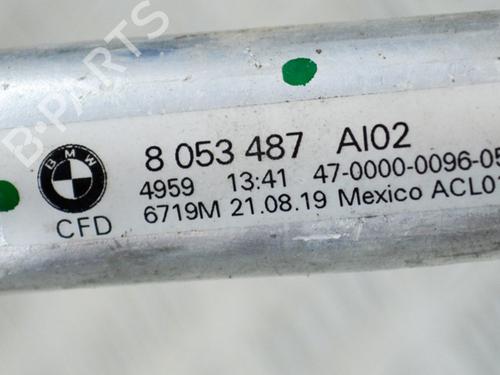 B-PARTS
BMW
8 053 487 AI02
4959 13:41 47-0000-0096-05
CFD 6719M 21.08.19 Mexico ACL07